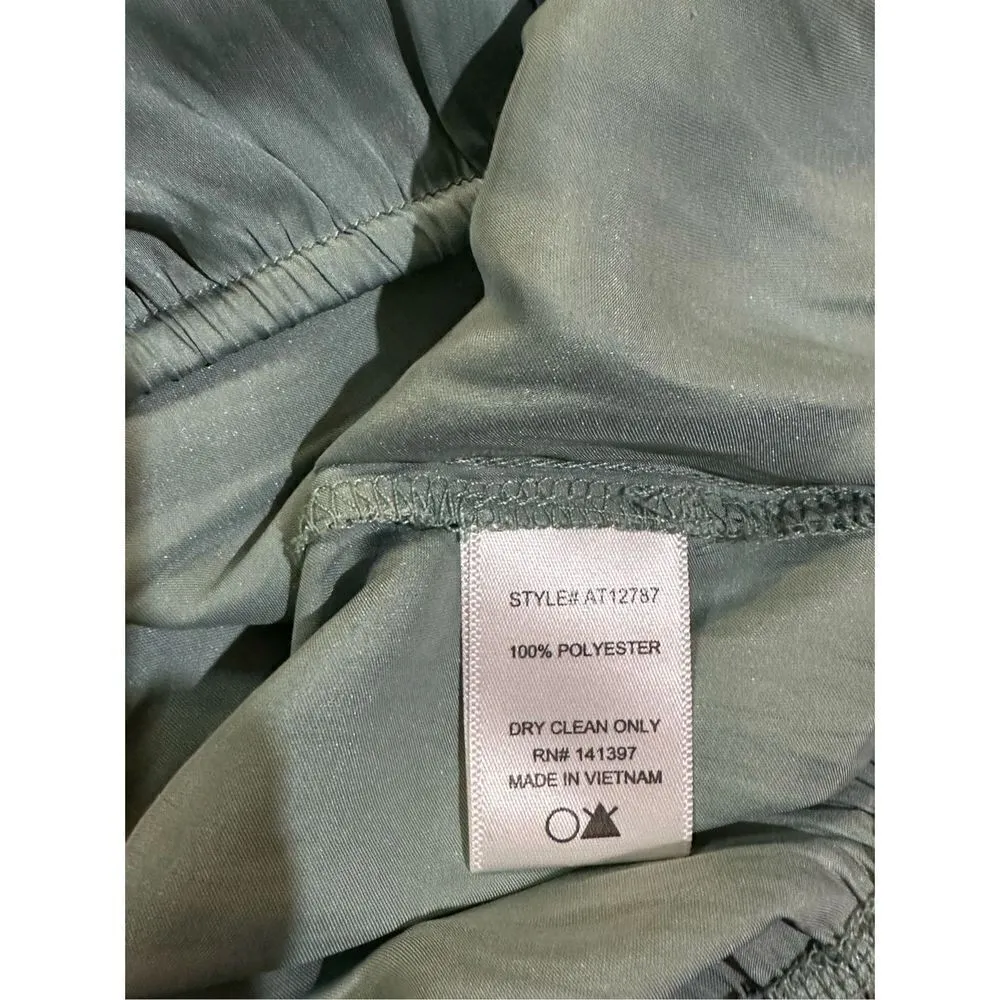 STYLE# AT12787
100% POLYESTER
DRY CLEAN ONLY
RN# 141397
MADE IN VIETNAM